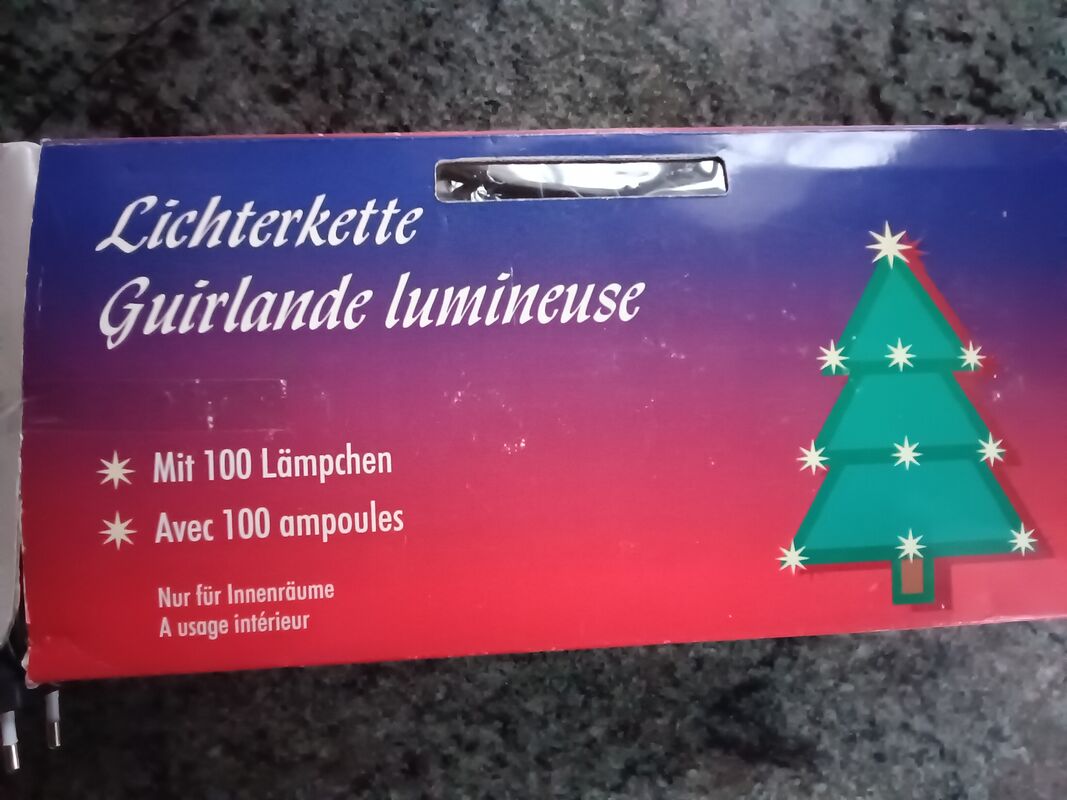 Lichterkette
Guirlande lumineuse
Mit 100 Lämpchen
Avec 100 ampoules
Nur für Innenräume
A usage intérieur